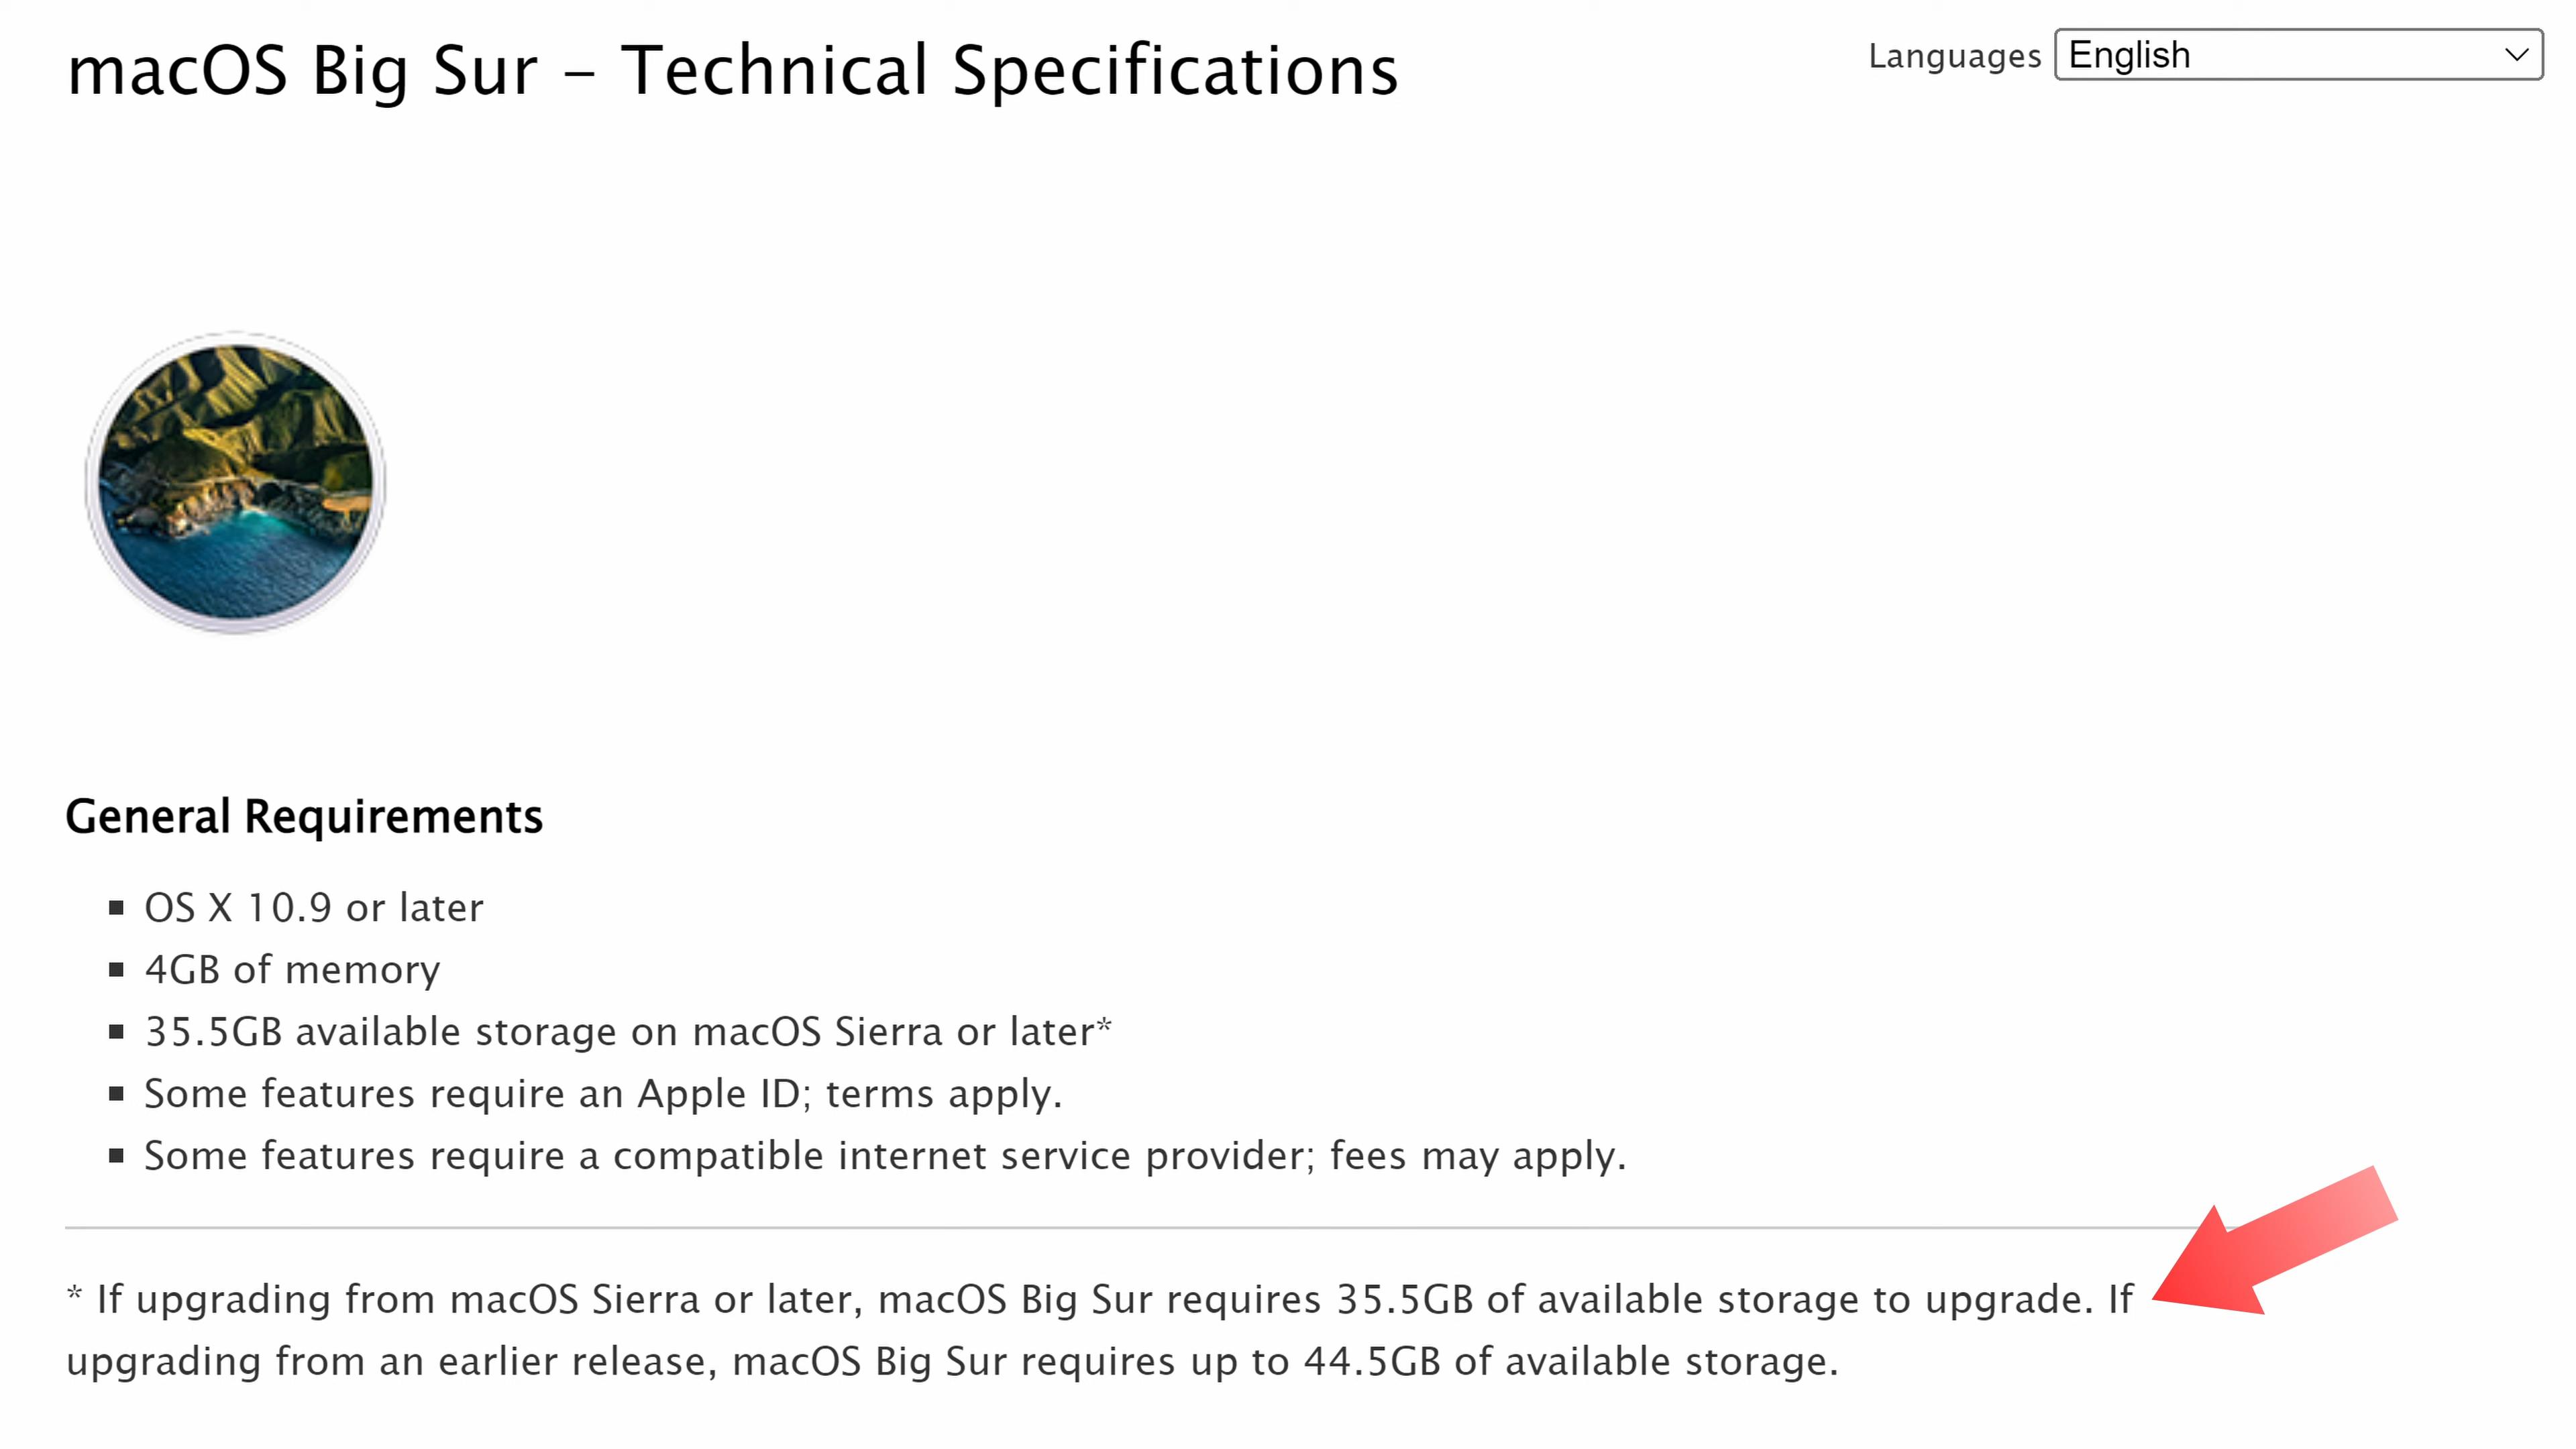 macOS Big Sur – Technical Specifications
Languages English
General Requirements
▪ OS X 10.9 or later
▪ 4GB of memory
▪ 35.5GB available storage on macOS Sierra or later*
▪ Some features require an Apple ID; terms apply.
▪ Some features require a compatible internet service provider; fees may apply.
* If upgrading from macOS Sierra or later, macOS Big Sur requires 35.5GB of available storage to upgrade. If
upgrading from an earlier release, macOS Big Sur requires up to 44.5GB of available storage.